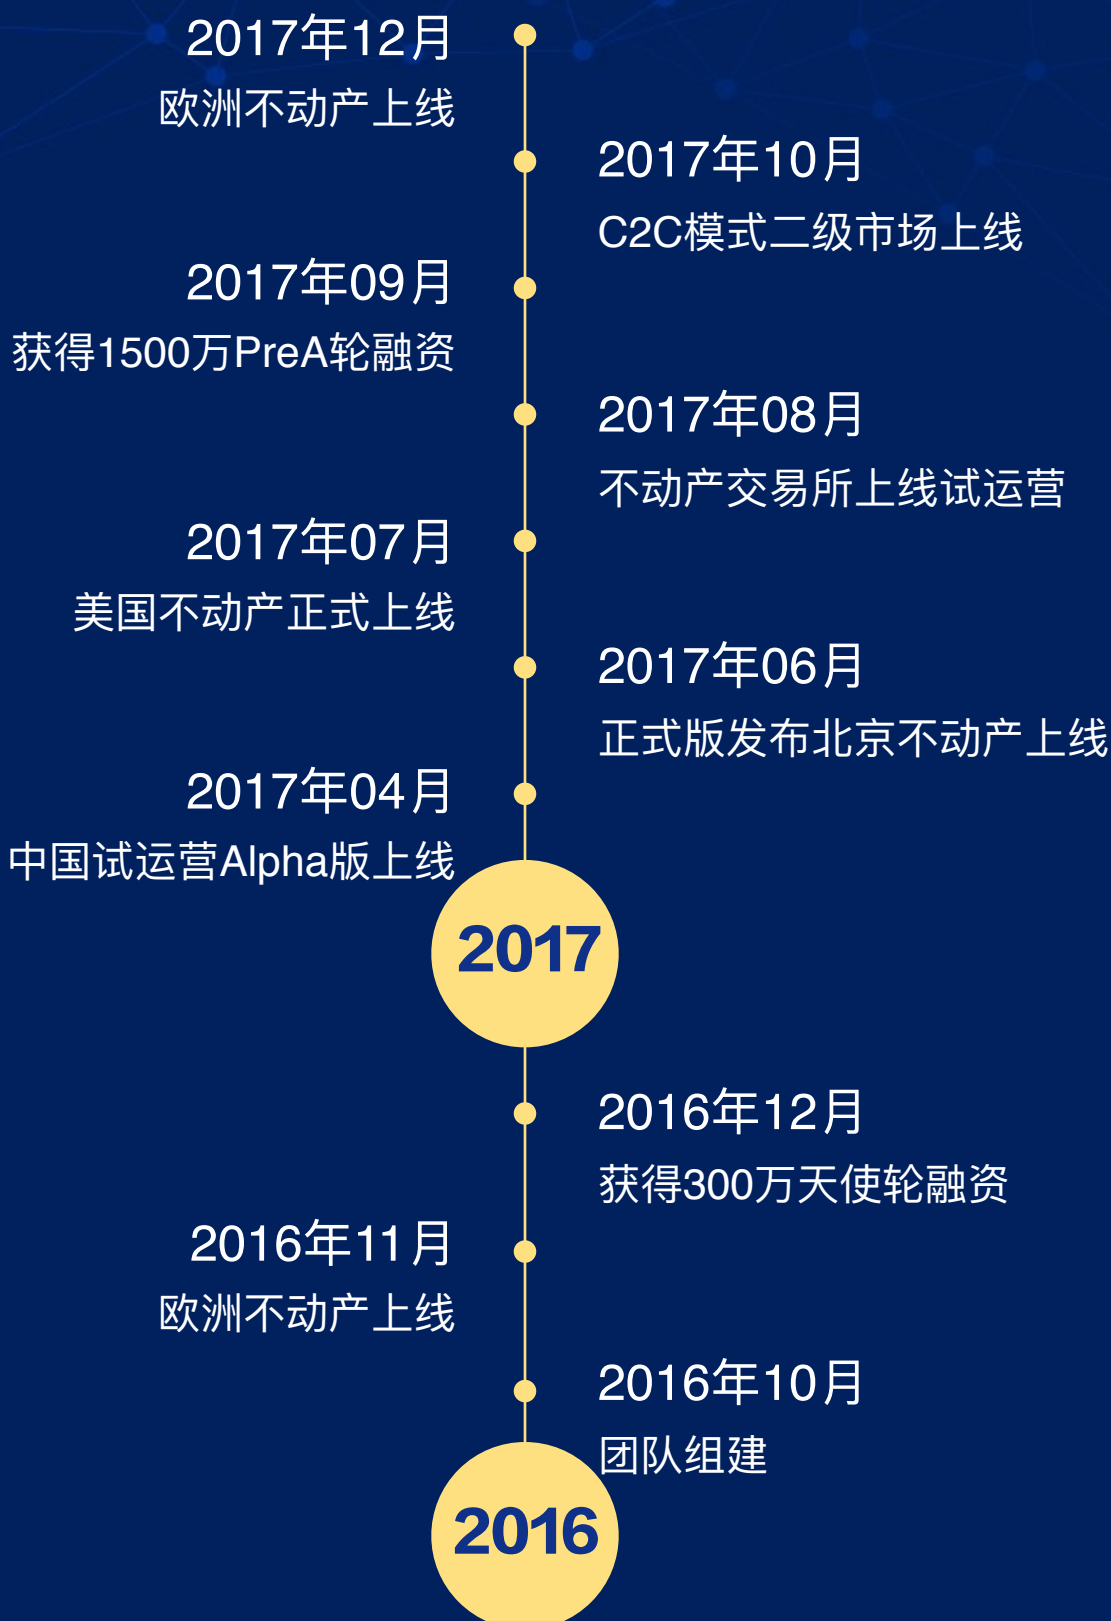 2017年12月
欧洲不动产上线
2017年10月
C2C模式二级市场上线
2017年09月
获得1500万PreA轮融资
2017年08月
不动产交易所上线试运营
2017年07月
美国不动产正式上线
2017年06月
正式版发布北京不动产上线
2017年04月
中国试运营Alpha版上线
2017
2016年12月
获得300万天使轮融资
2016年11月
欧洲不动产上线
2016年10月
团队组建
2016